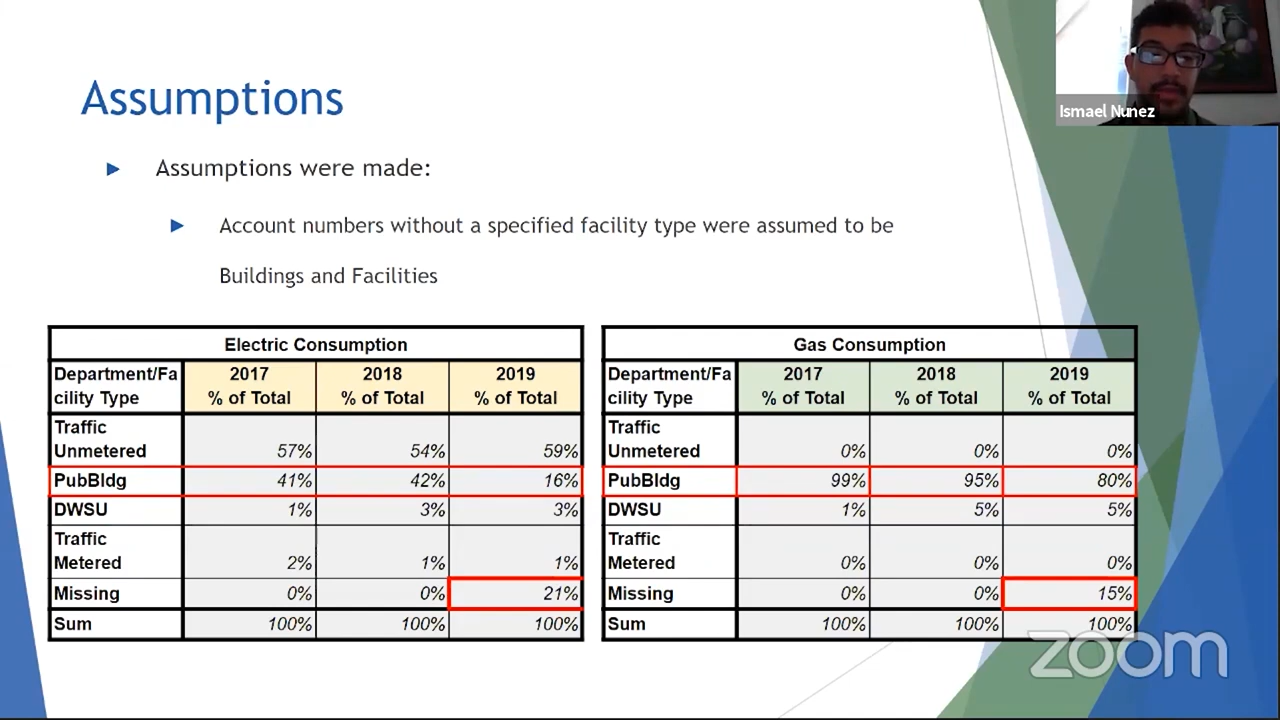 Assumptions
Ismael Nunez
Assumptions were made:
Account numbers without a specified facility type were assumed to be
Buildings and Facilities
Electric Consumption
Department/Fa
cility Type
2017
% of Total
2018
% of Total
2019
% of Total
Traffic
Unmetered 57% 54% 59%
PubBldg 41% 42% 16%
DWSU 1% 3% 3%
Traffic
Metered 2% 1% 1%
Missing 0% 0% 21%
Sum 100% 100% 100%
Gas Consumption
Department/Fa
cility Type
2017
% of Total
2018
% of Total
2019
% of Total
Traffic
Unmetered 0% 0% 0%
PubBldg 99% 95% 80%
DWSU 1% 5% 5%
Traffic
Metered 0% 0% 0%
Missing 0% 0% 15%
Sum 100% 100% 100%
zoom